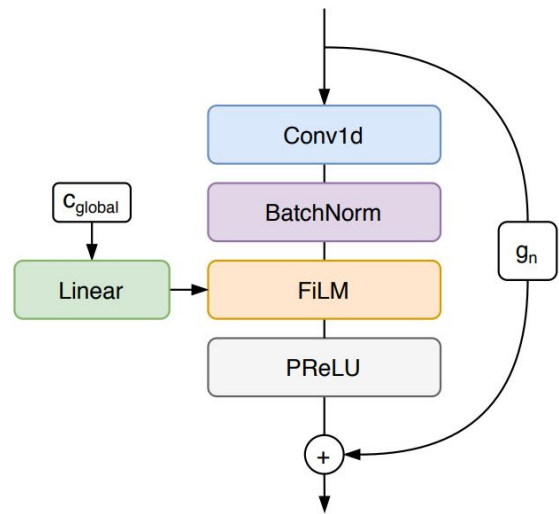 Conv1d
BatchNorm
c_global
Linear
FiLM
g_n
PReLU
+